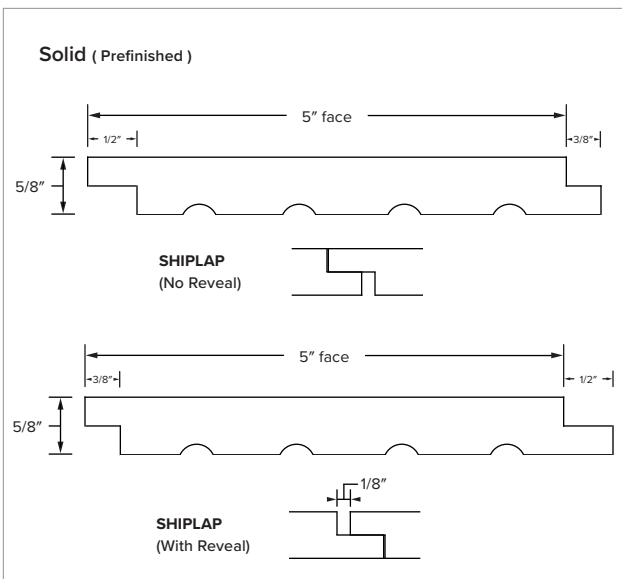 Solid ( Prefinished )
5″ face
1/2″
3/8″
5/8″
SHIPLAP
(No Reveal)
5″ face
3/8″
1/2″
5/8″
1/8″
SHIPLAP
(With Reveal)